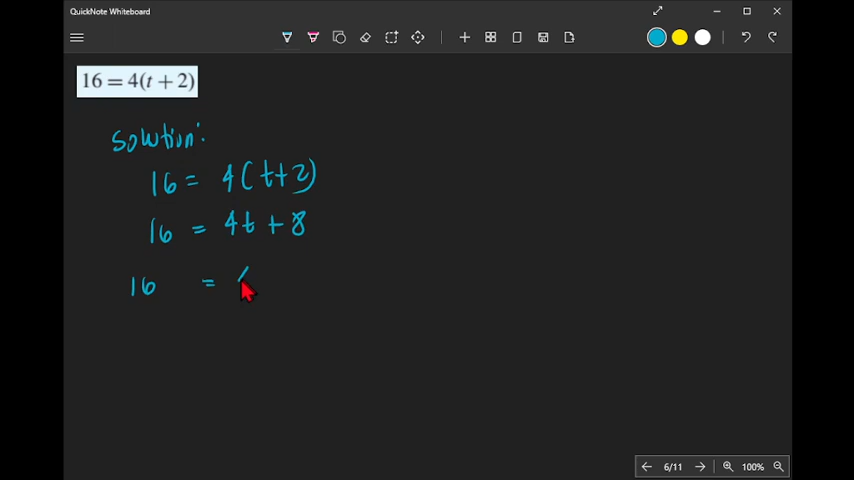 QuickNote Whiteboard
16 = 4(t + 2)
Solution:
16 = 4(t+2)
16 = 4t + 8
16 =
6/11
100%